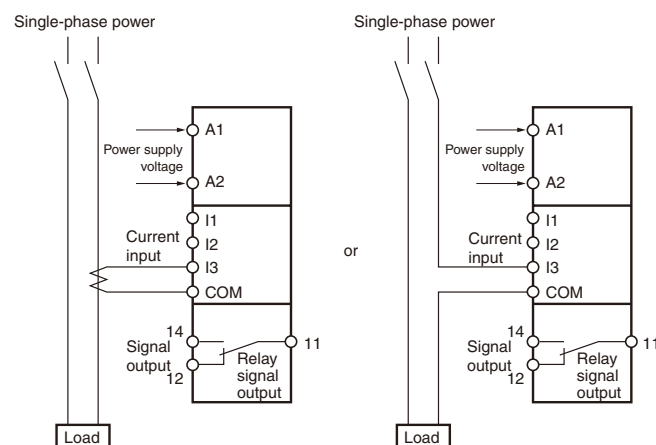 Single-phase power
A1
Power supply
voltage
A2
I1
I2
Current
input
I3
COM
14
Signal
output
12
11
Relay
signal
output
Load
or
Single-phase power
A1
Power supply
voltage
A2
I1
I2
Current
input
I3
COM
14
Signal
output
12
11
Relay
signal
output
Load